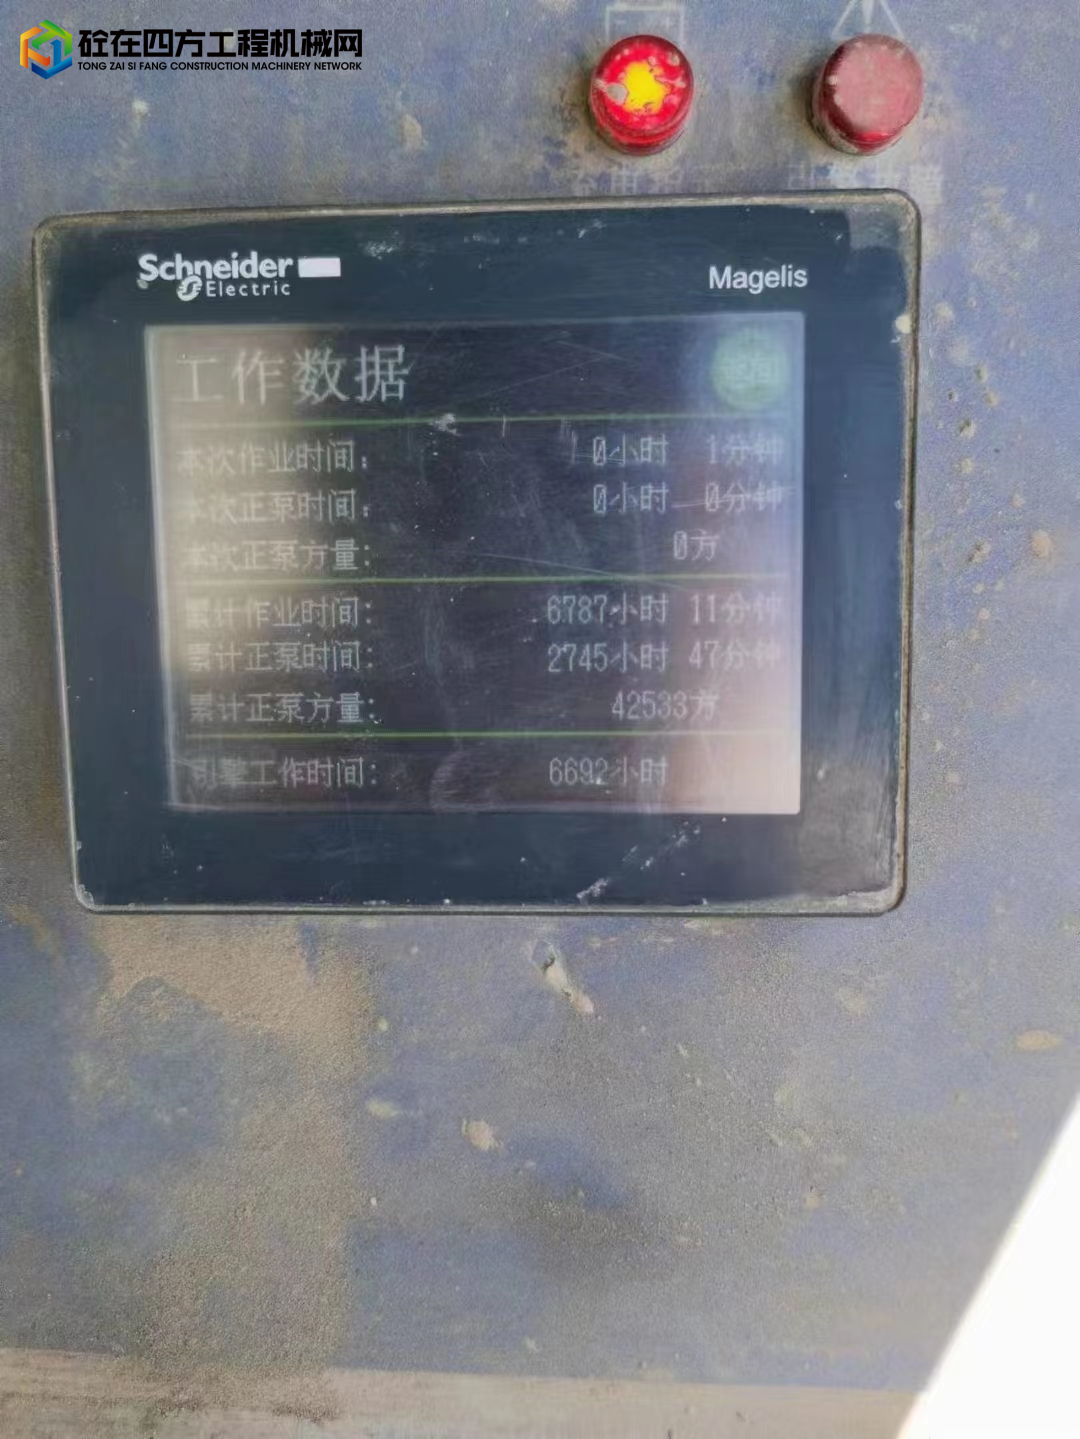 砼在四方工程机械网
TONG ZAI SI FANG CONSTRUCTION MACHINERY NETWORK
Schneider
Electric
Magelis
工作数据
本次作业时间: 0小时 1分钟
本次正泵时间: 0小时 0分钟
本次正泵方量: 0方
累计作业时间: 6787小时 11分钟
累计正泵时间: 2745小时 47分钟
累计正泵方量: 42533方
引擎工作时间: 6692小时